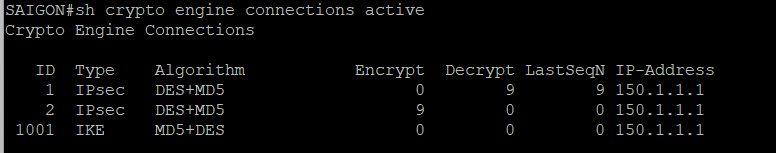 SAIGON#sh crypto engine connections active
Crypto Engine Connections
ID Type Algorithm Encrypt Decrypt LastSeqN IP-Address
1 IPsec DES+MD5 0 9 9 150.1.1.1
2 IPsec DES+MD5 9 0 0 150.1.1.1
1001 IKE MD5+DES 0 0 0 150.1.1.1